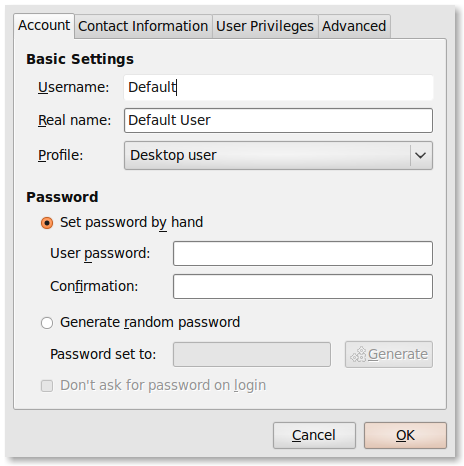 Account Contact Information User Privileges Advanced
Basic Settings
Username: Default
Real name: Default User
Profile: Desktop user
Password
Set password by hand
User password:
Confirmation:
Generate random password
Password set to: Generate
Don't ask for password on login
Cancel OK